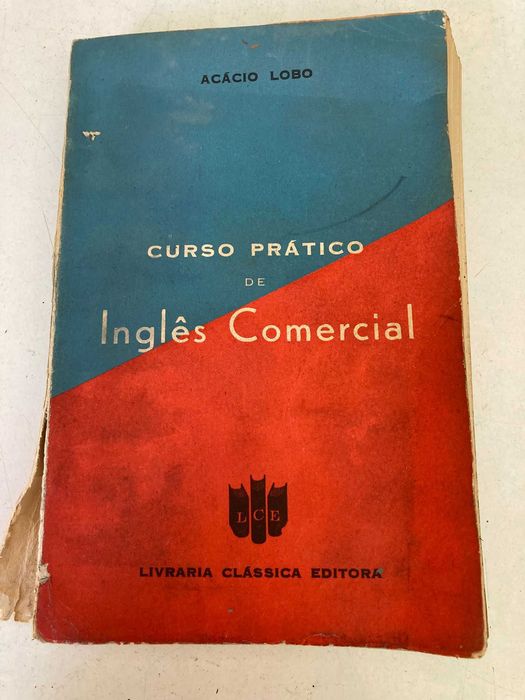 ACÁCIO LOBO
CURSO PRÁTICO
DE
Inglês Comercial
LCE
LIVRARIA CLÁSSICA EDITORA